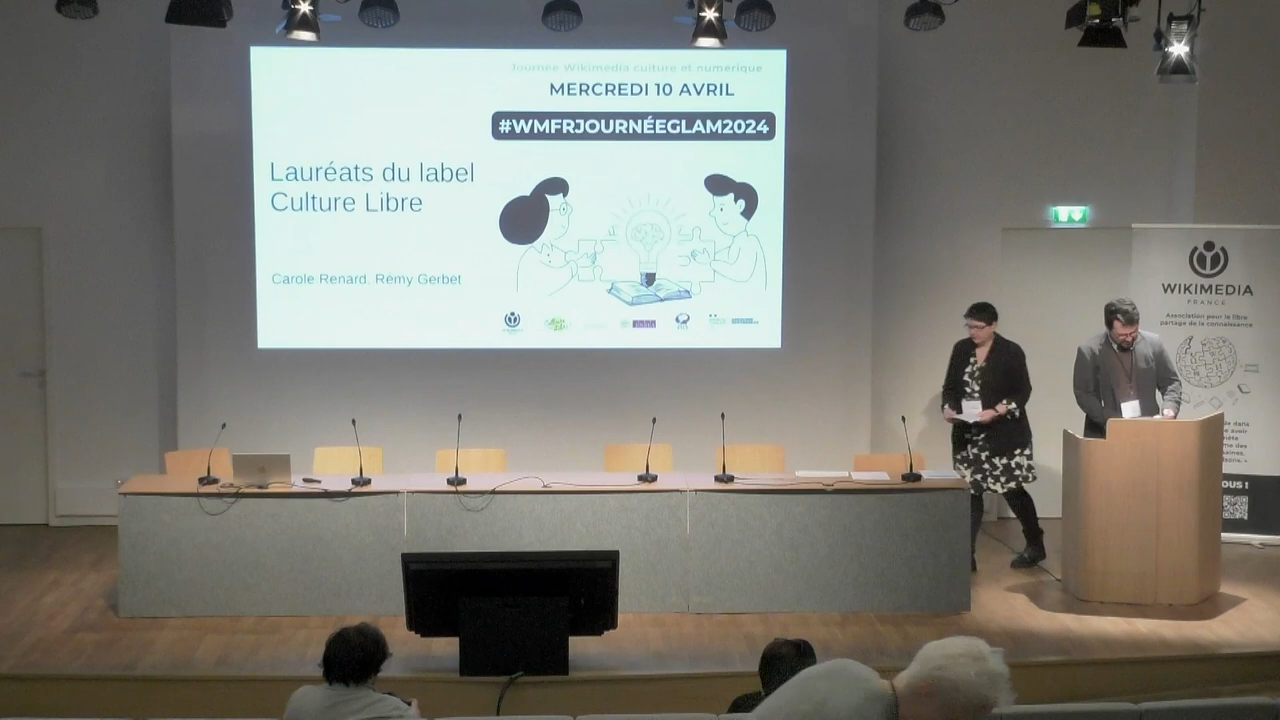 Journée Wikimedia culture et numérique
MERCREDI 10 AVRIL
#WMFRJOURNÉEGLAM2024
Lauréats du label
Culture Libre
Carole Renard, Rémy Gerbet
WIKIMEDIA
FRANCE
Association pour le libre
partage de la connaissance